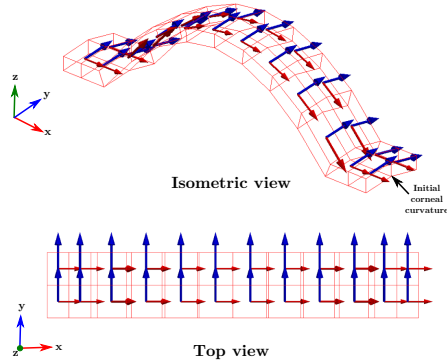 z
y
x
Isometric view
Initial
corneal
curvature
y
z
x
Top view